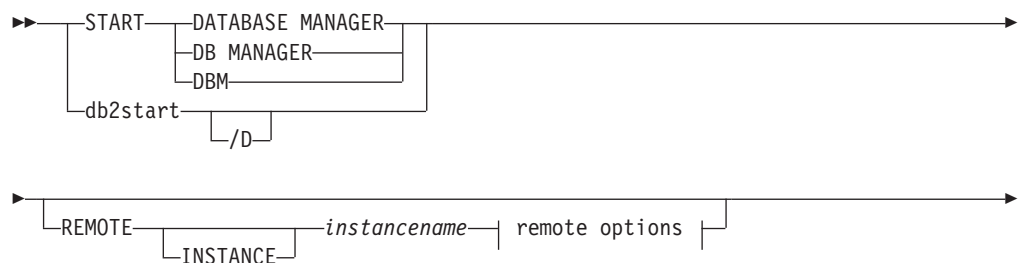 START DATABASE MANAGER
DB MANAGER
DBM
db2start
/D
REMOTE instancename remote options
INSTANCE